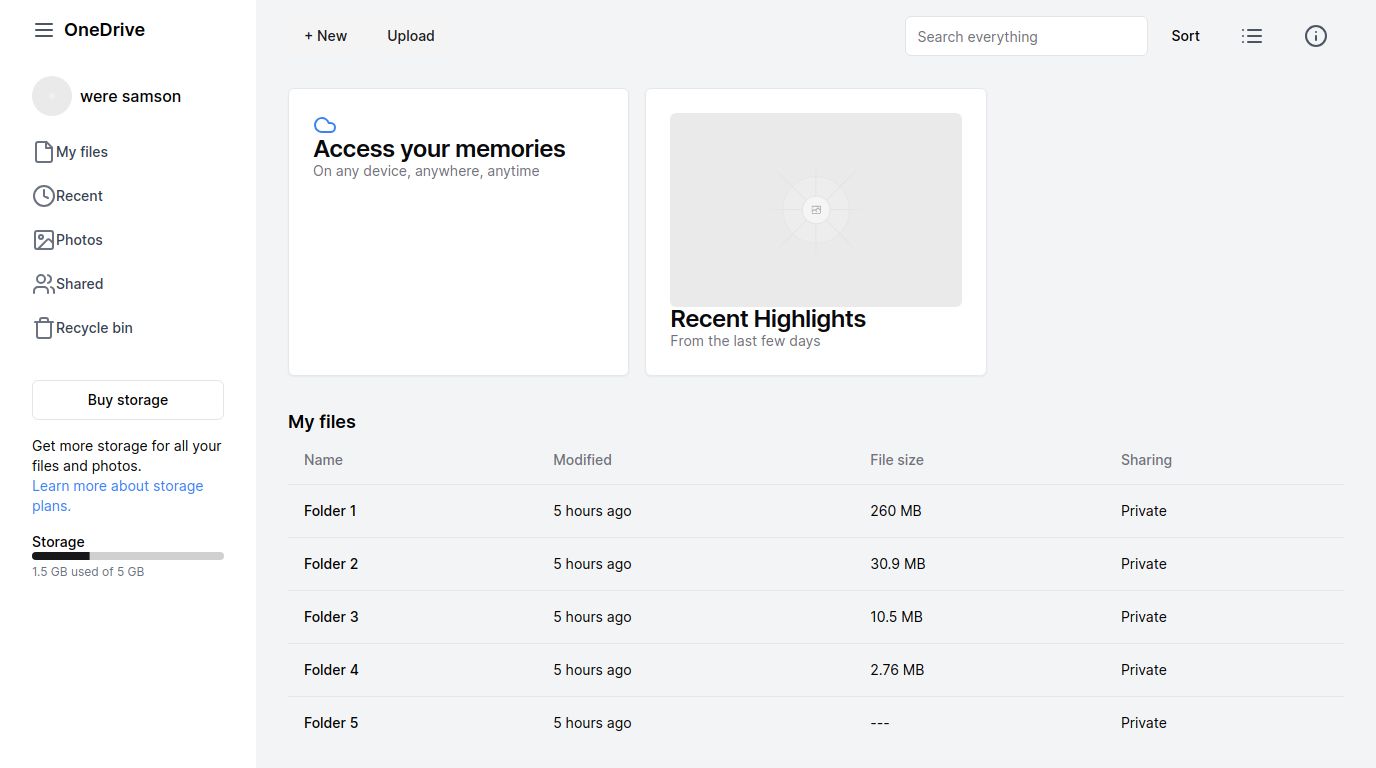 OneDrive
were samson
My files
Recent
Photos
Shared
Recycle bin
Buy storage
Get more storage for all your
files and photos.
Learn more about storage
plans.
Storage
1.5 GB used of 5 GB
+ New Upload Search everything Sort
Access your memories
On any device, anywhere, anytime
Recent Highlights
From the last few days
My files
Name Modified File size Sharing
Folder 1 5 hours ago 260 MB Private
Folder 2 5 hours ago 30.9 MB Private
Folder 3 5 hours ago 10.5 MB Private
Folder 4 5 hours ago 2.76 MB Private
Folder 5 5 hours ago --- Private